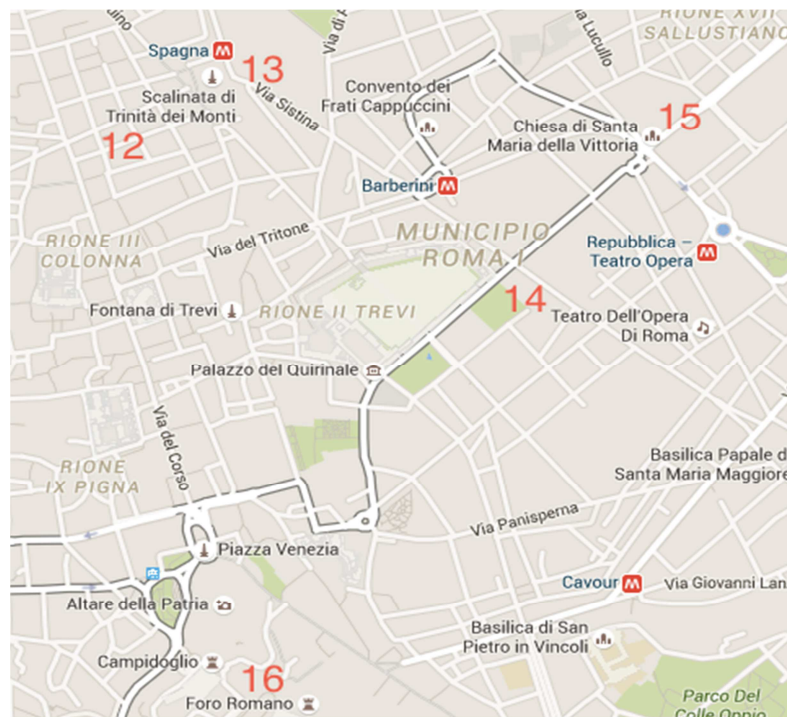 RIONE XVII
SALLUSTIANO
Via Lucullo
Via di
Spagna
13
Convento dei
Frati Cappuccini
Scalinata di
Trinità dei Monti
Via Sistina
15
Chiesa di Santa
Maria della Vittoria
12
Barberini
Via del Tritone
MUNICIPIO
ROMA I
RIONE III
COLONNA
Repubblica –
Teatro Opera
14
Fontana di Trevi
RIONE II TREVI
Teatro Dell'Opera
Di Roma
Palazzo del Quirinale
Via del Corso
RIONE
IX PIGNA
Basilica Papale d
Santa Maria Maggiore
Via Panisperna
Piazza Venezia
Cavour
Via Giovanni Lan
Altare della Patria
Basilica di San
Pietro in Vincoli
Campidoglio
16
Foro Romano
Parco Del
Colle Oppio